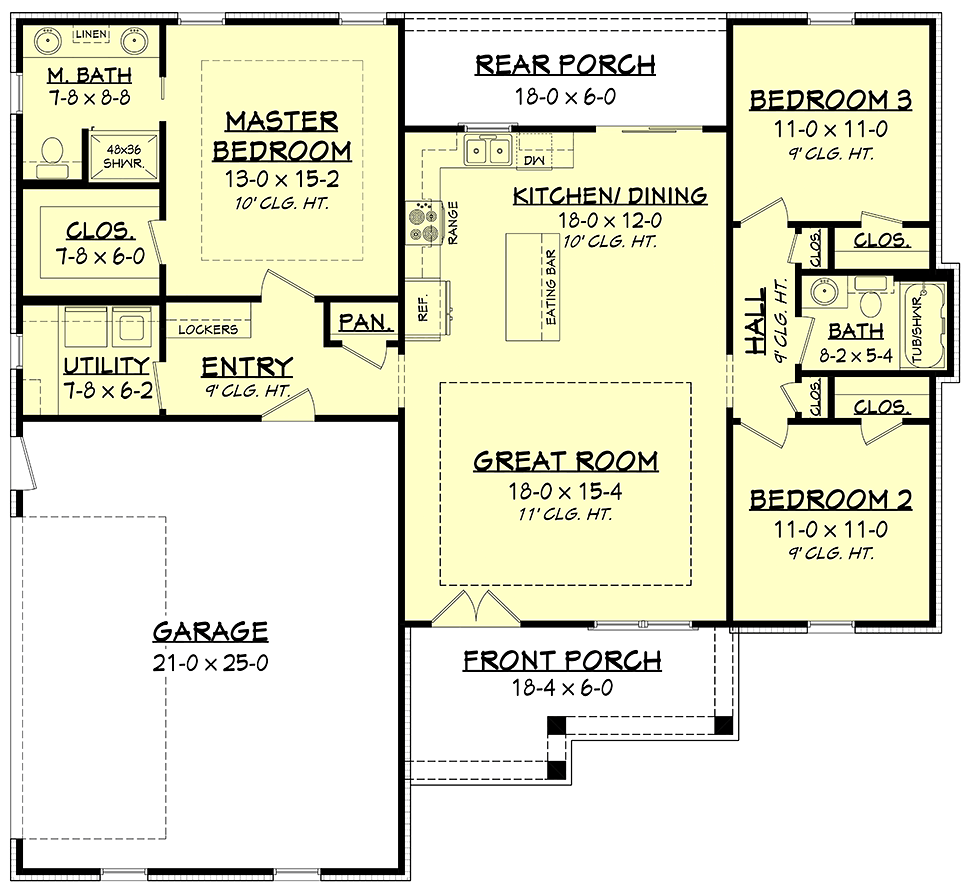 LINEN
M. BATH
7-8 x 8-8
48x36
SHWR.
MASTER
BEDROOM
13-0 x 15-2
10' CLG. HT.
REAR PORCH
18-0 x 6-0
BEDROOM 3
11-0 x 11-0
9' CLG. HT.
DW
KITCHEN/ DINING
18-0 x 12-0
10' CLG. HT.
RANGE
REF.
EATING BAR
CLOS.
7-8 x 6-0
CLOS.
CLOS.
HALL
9' CLG. HT.
BATH
8-2 x 5-4
TUB/SHWR.
CLOS.
CLOS.
LOCKERS
PAN.
UTILITY
7-8 x 6-2
ENTRY
9' CLG. HT.
GREAT ROOM
18-0 x 15-4
11' CLG. HT.
BEDROOM 2
11-0 x 11-0
9' CLG. HT.
GARAGE
21-0 x 25-0
FRONT PORCH
18-4 x 6-0